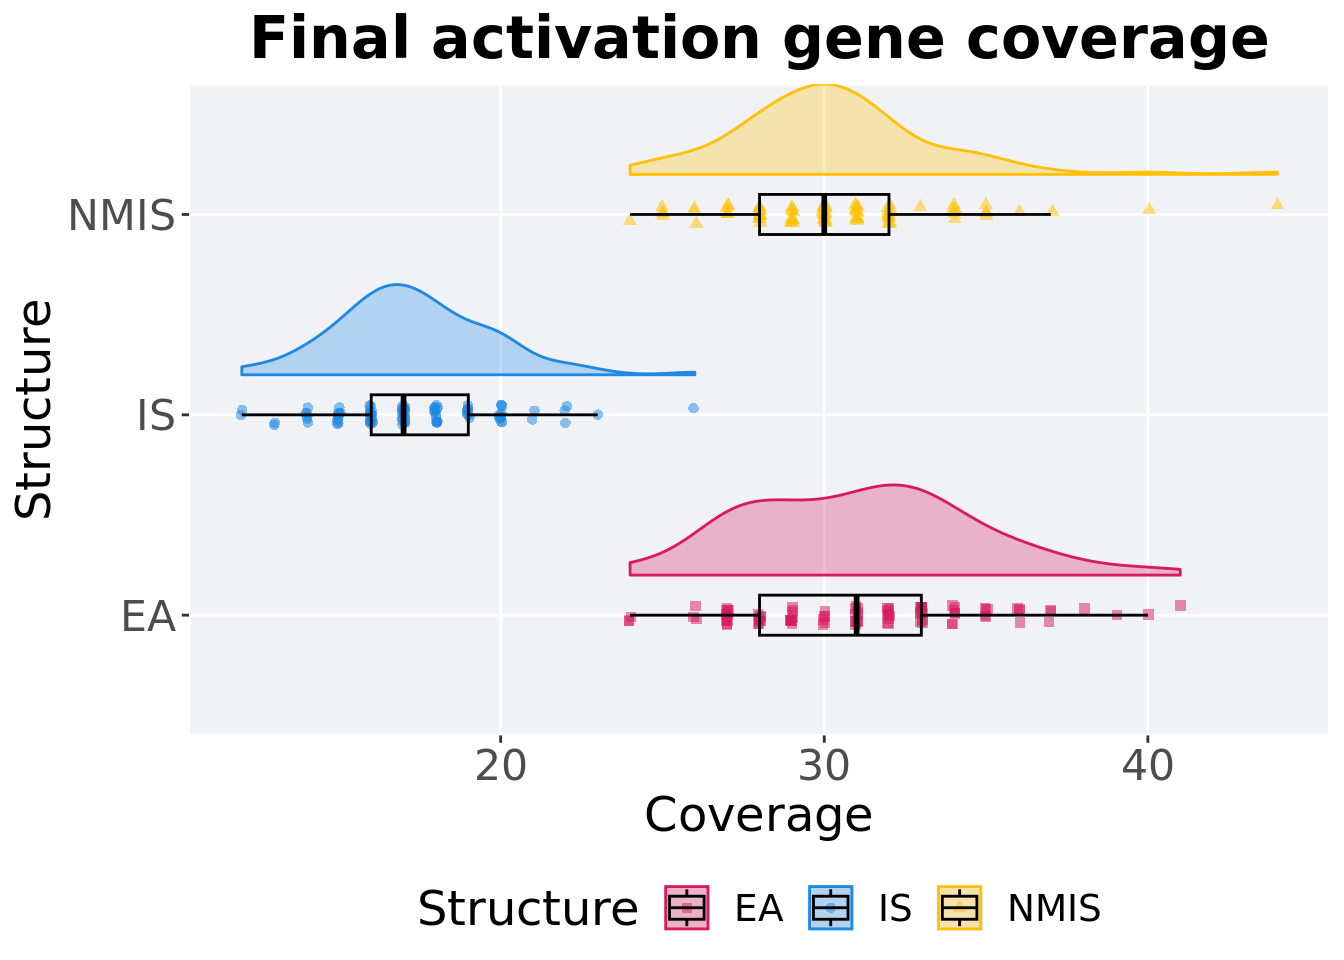 Final activation gene coverage
Structure
NMIS
IS
EA
20 30 40
Coverage
Structure EA IS NMIS